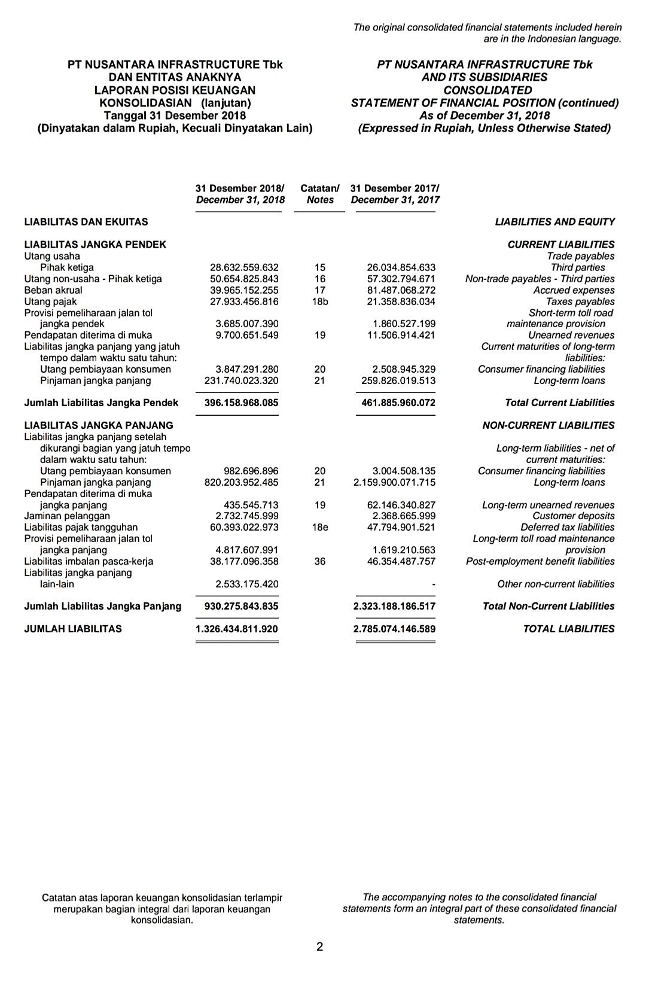 The original consolidated financial statements included herein
are in the Indonesian language.
PT NUSANTARA INFRASTRUCTURE Tbk
DAN ENTITAS ANAKNYA
LAPORAN POSISI KEUANGAN
KONSOLIDASIAN (lanjutan)
Tanggal 31 Desember 2018
(Dinyatakan dalam Rupiah, Kecuali Dinyatakan Lain)
PT NUSANTARA INFRASTRUCTURE Tbk
AND ITS SUBSIDIARIES
CONSOLIDATED
STATEMENT OF FINANCIAL POSITION (continued)
As of December 31, 2018
(Expressed in Rupiah, Unless Otherwise Stated)
31 Desember 2018/ Catatan/ 31 Desember 2017/
December 31, 2018 Notes December 31, 2017
LIABILITAS DAN EKUITAS LIABILITIES AND EQUITY
LIABILITAS JANGKA PENDEK CURRENT LIABILITIES
Utang usaha Trade payables
Pihak ketiga 28.632.559.632 15 26.034.854.633 Third parties
Utang non-usaha - Pihak ketiga 50.654.825.843 16 57.302.794.671 Non-trade payables - Third parties
Beban akrual 39.965.152.255 17 81.487.068.272 Accrued expenses
Utang pajak 27.933.456.816 18b 21.358.836.034 Taxes payables
Provisi pemeliharaan jalan tol Short-term toll road
jangka pendek 3.685.007.390 1.860.527.199 maintenance provision
Pendapatan diterima di muka 9.700.651.549 19 11.506.914.421 Unearned revenues
Liabilitas jangka panjang yang jatuh Current maturities of long-term
tempo dalam waktu satu tahun: liabilities:
Utang pembiayaan konsumen 3.847.291.280 20 2.508.945.329 Consumer financing liabilities
Pinjaman jangka panjang 231.740.023.320 21 259.826.019.513 Long-term loans
Jumlah Liabilitas Jangka Pendek 396.158.968.085 461.885.960.072 Total Current Liabilities
LIABILITAS JANGKA PANJANG NON-CURRENT LIABILITIES
Liabilitas jangka panjang setelah
dikurangi bagian yang jatuh tempo Long-term liabilities - net of
dalam waktu satu tahun: current maturities:
Utang pembiayaan konsumen 982.696.896 20 3.004.508.135 Consumer financing liabilities
Pinjaman jangka panjang 820.203.952.485 21 2.159.900.071.715 Long-term loans
Pendapatan diterima di muka
jangka panjang 435.545.713 19 62.146.340.827 Long-term unearned revenues
Jaminan pelanggan 2.732.745.999 2.368.665.999 Customer deposits
Liabilitas pajak tangguhan 60.393.022.973 18e 47.794.901.521 Deferred tax liabilities
Provisi pemeliharaan jalan tol Long-term toll road maintenance
jangka panjang 4.817.607.991 1.619.210.563 provision
Liabilitas imbalan pasca-kerja 38.177.096.358 36 46.354.487.757 Post-employment benefit liabilities
Liabilitas jangka panjang
lain-lain 2.533.175.420 - Other non-current liabilities
Jumlah Liabilitas Jangka Panjang 930.275.843.835 2.323.188.186.517 Total Non-Current Liabilities
JUMLAH LIABILITAS 1.326.434.811.920 2.785.074.146.589 TOTAL LIABILITIES
Catatan atas laporan keuangan konsolidasian terlampir
merupakan bagian integral dari laporan keuangan
konsolidasian.
The accompanying notes to the consolidated financial
statements form an integral part of these consolidated financial
statements.
2